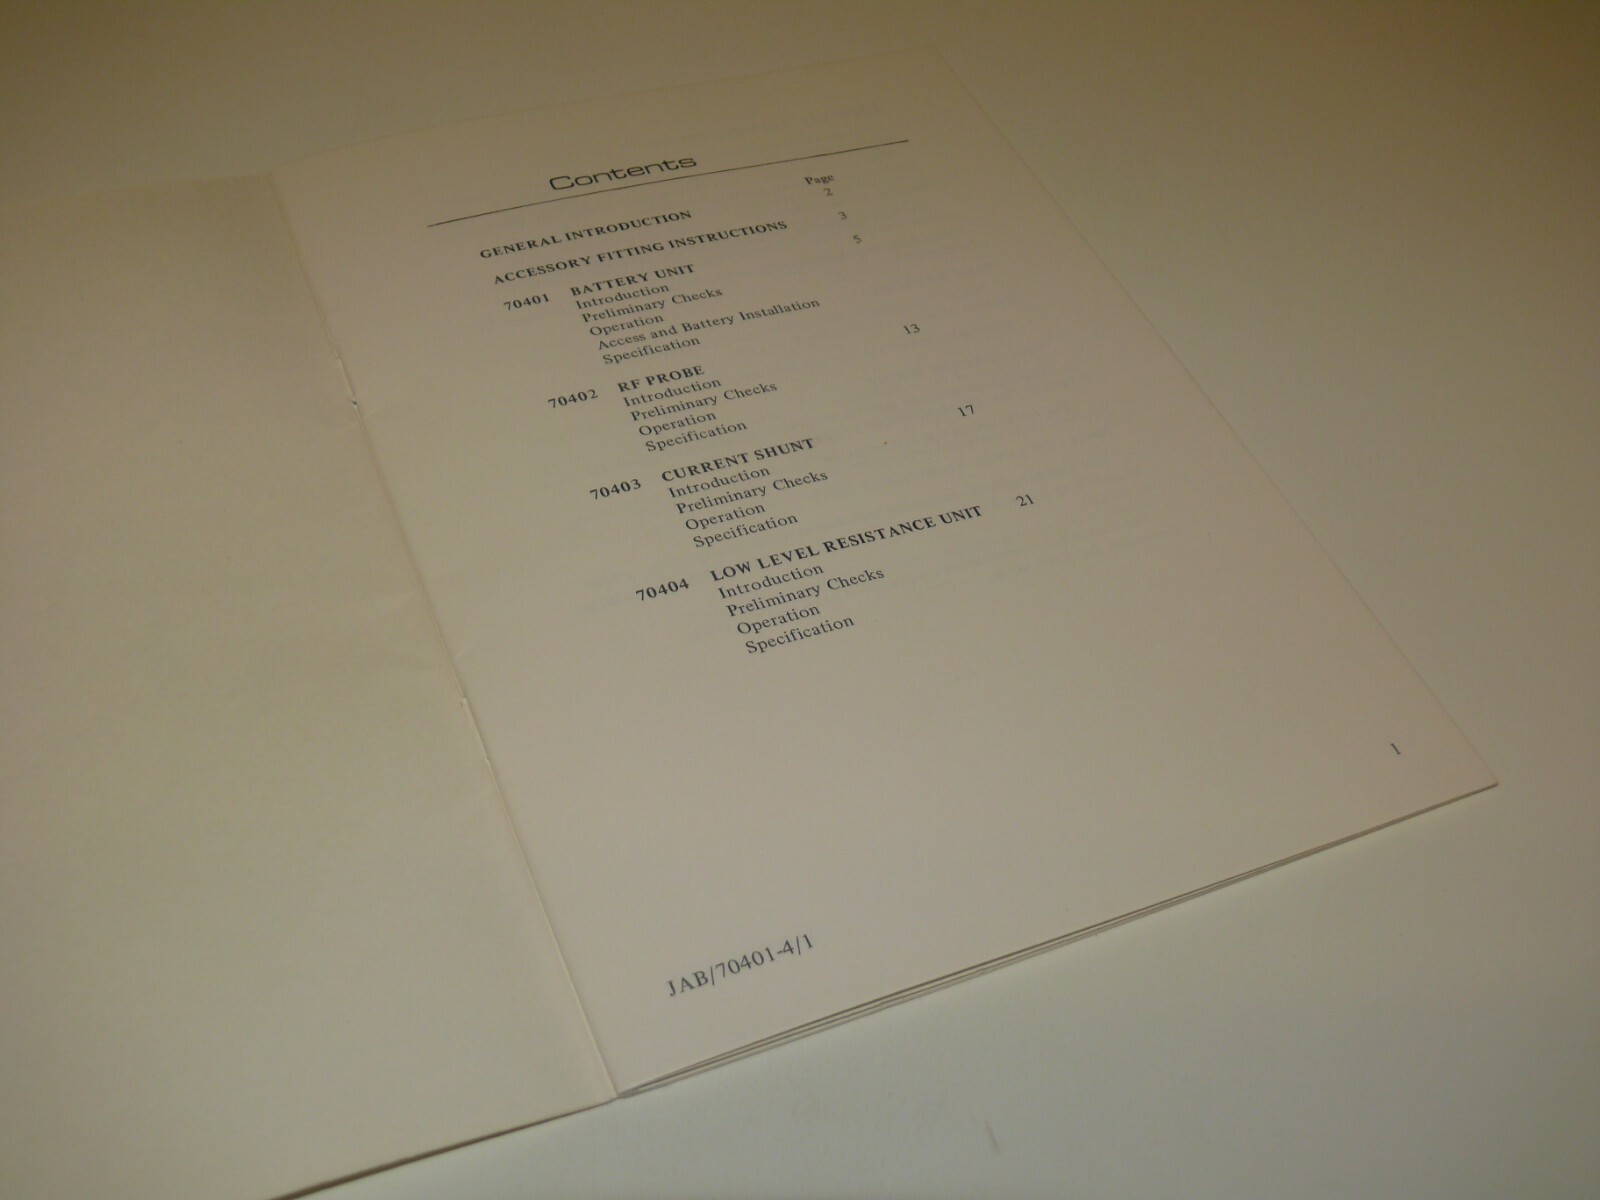 Contents
Page
GENERAL INTRODUCTION 2
ACCESSORY FITTING INSTRUCTIONS 3
70401 BATTERY UNIT 5
Introduction
Preliminary Checks
Operation
Access and Battery Installation
Specification
70402 RF PROBE 13
Introduction
Preliminary Checks
Operation
Specification
70403 CURRENT SHUNT 17
Introduction
Preliminary Checks
Operation
Specification
70404 LOW LEVEL RESISTANCE UNIT 21
Introduction
Preliminary Checks
Operation
Specification
1
JAB/70401-4/1